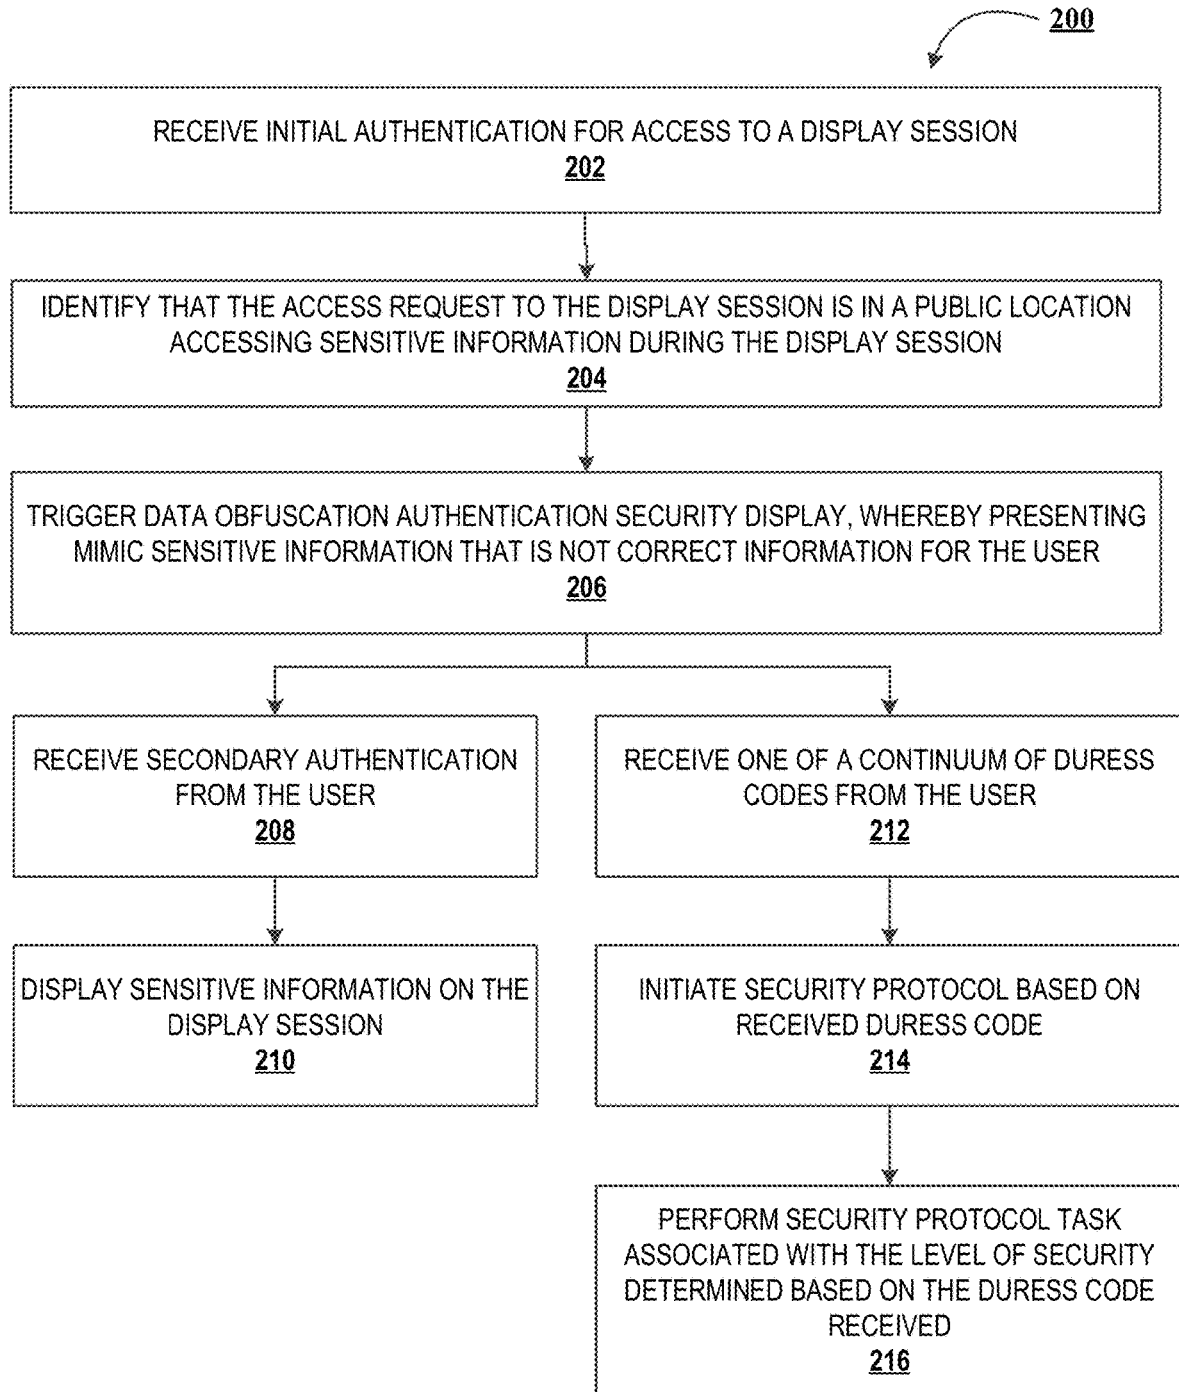 200
RECEIVE INITIAL AUTHENTICATION FOR ACCESS TO A DISPLAY SESSION
202
IDENTIFY THAT THE ACCESS REQUEST TO THE DISPLAY SESSION IS IN A PUBLIC LOCATION
ACCESSING SENSITIVE INFORMATION DURING THE DISPLAY SESSION
204
TRIGGER DATA OBFUSCATION AUTHENTICATION SECURITY DISPLAY, WHEREBY PRESENTING
MIMIC SENSITIVE INFORMATION THAT IS NOT CORRECT INFORMATION FOR THE USER
206
RECEIVE SECONDARY AUTHENTICATION
FROM THE USER
208
DISPLAY SENSITIVE INFORMATION ON THE
DISPLAY SESSION
210
RECEIVE ONE OF A CONTINUUM OF DURESS
CODES FROM THE USER
212
INITIATE SECURITY PROTOCOL BASED ON
RECEIVED DURESS CODE
214
PERFORM SECURITY PROTOCOL TASK
ASSOCIATED WITH THE LEVEL OF SECURITY
DETERMINED BASED ON THE DURESS CODE
RECEIVED
216